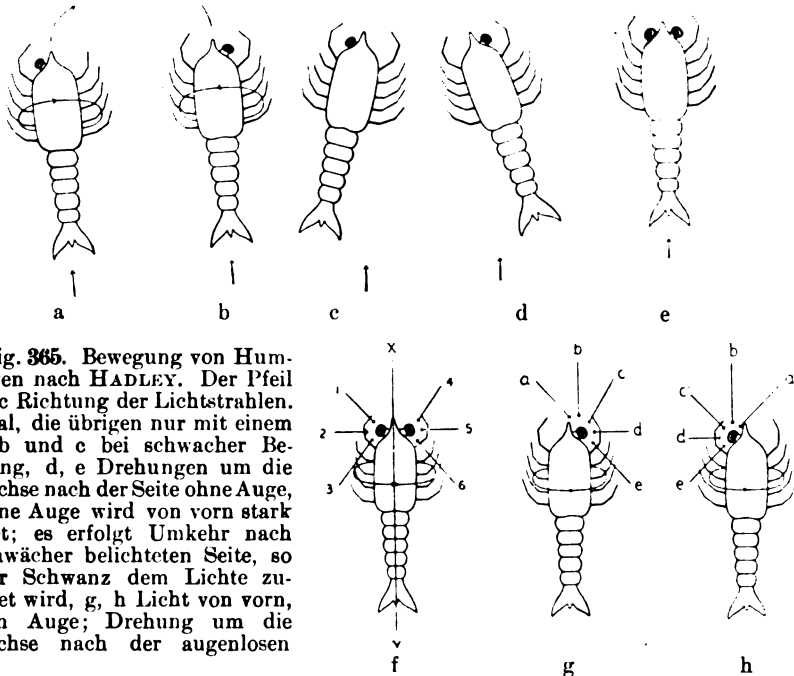 a b c d e
ig. 365. Bewegung von Hum-
en nach HADLEY. Der Pfeil
c Richtung der Lichtstrahlen.
al, die übrigen nur mit einem
b und c bei schwacher Be-
ng, d, e Drehungen um die
chse nach der Seite ohne Auge,
ne Auge wird von vorn stark
t; es erfolgt Umkehr nach
wächer belichteten Seite, so
r Schwanz dem Lichte zu-
et wird, g, h Licht von vorn,
n Auge; Drehung um die
chse nach der augenlosen
X
1 4
2 5
3 6
f
b
a c
d
e
g
b
c a
d
e
h